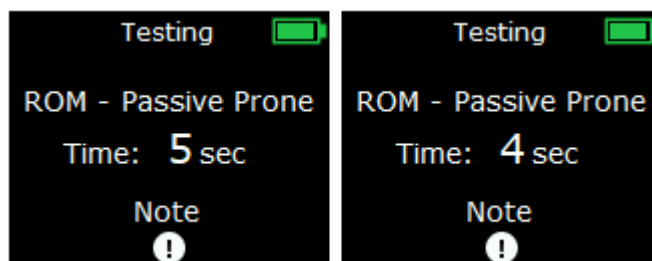 Testing
ROM - Passive Prone
Time: 5 sec
Note
!
Testing
ROM - Passive Prone
Time: 4 sec
Note
!